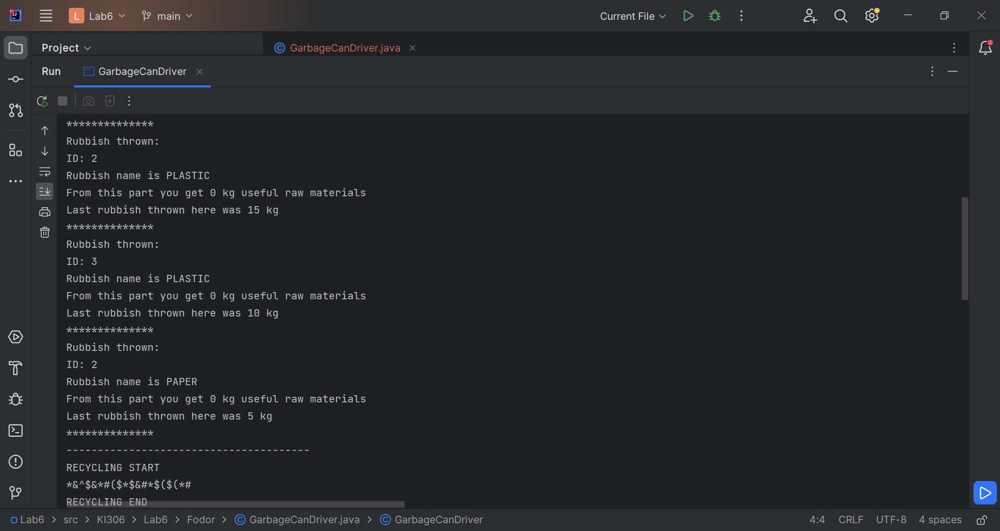 L Lab6 main Current File
Project GarbageCanDriver.java
Run GarbageCanDriver
**************
Rubbish thrown:
ID: 2
Rubbish name is PLASTIC
From this part you get 0 kg useful raw materials
Last rubbish thrown here was 15 kg
**************
Rubbish thrown:
ID: 3
Rubbish name is PLASTIC
From this part you get 0 kg useful raw materials
Last rubbish thrown here was 10 kg
**************
Rubbish thrown:
ID: 2
Rubbish name is PAPER
From this part you get 0 kg useful raw materials
Last rubbish thrown here was 5 kg
**************
---------------------------------------
RECYCLING START
*&^$&*#($*$&#*$($(*#
RECYCLING END
Lab6 > src > KI306 > Lab6 > Fodor > GarbageCanDriver.java > GarbageCanDriver 4:4 CRLF UTF-8 4 spaces